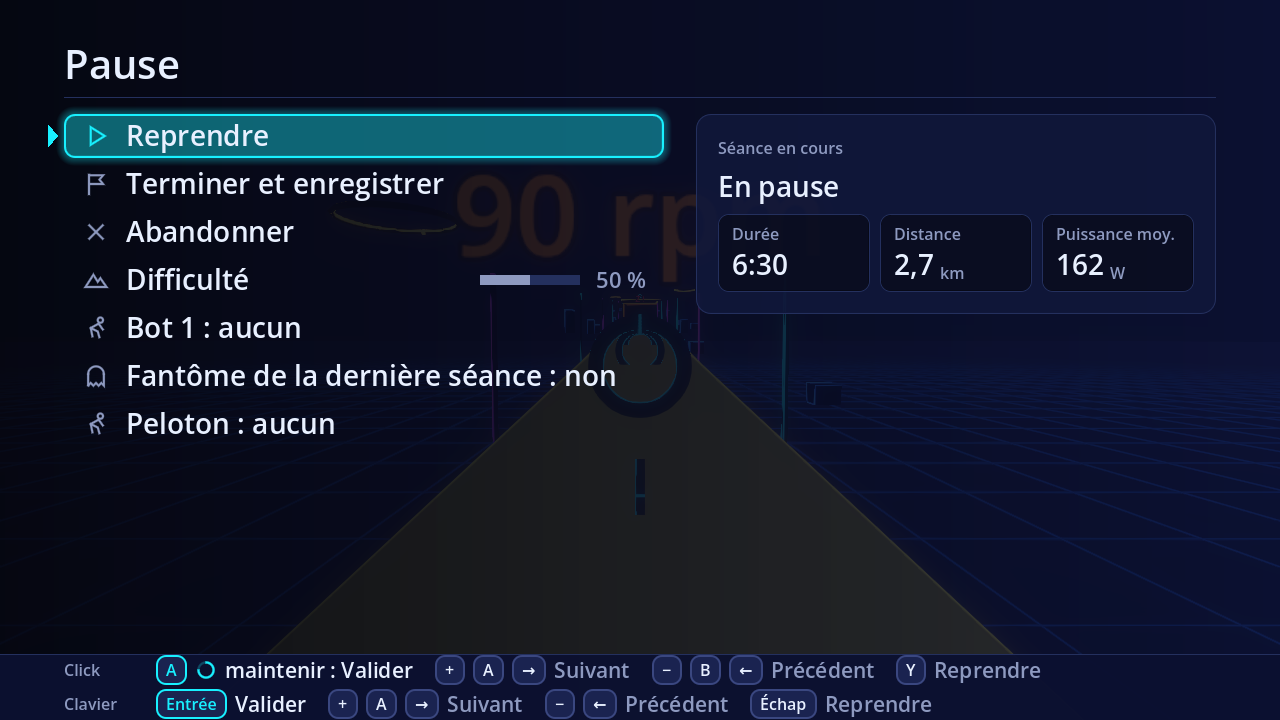 Pause
Reprendre
Terminer et enregistrer
Abandonner
Difficulté 50 %
Bot 1 : aucun
Fantôme de la dernière séance : non
Peloton : aucun
Séance en cours
En pause
Durée
6:30
Distance
2,7 km
Puissance moy.
162 W
90
Click A maintenir : Valider + A → Suivant − B ← Précédent Y Reprendre
Clavier Entrée Valider + A → Suivant − ← Précédent Échap Reprendre